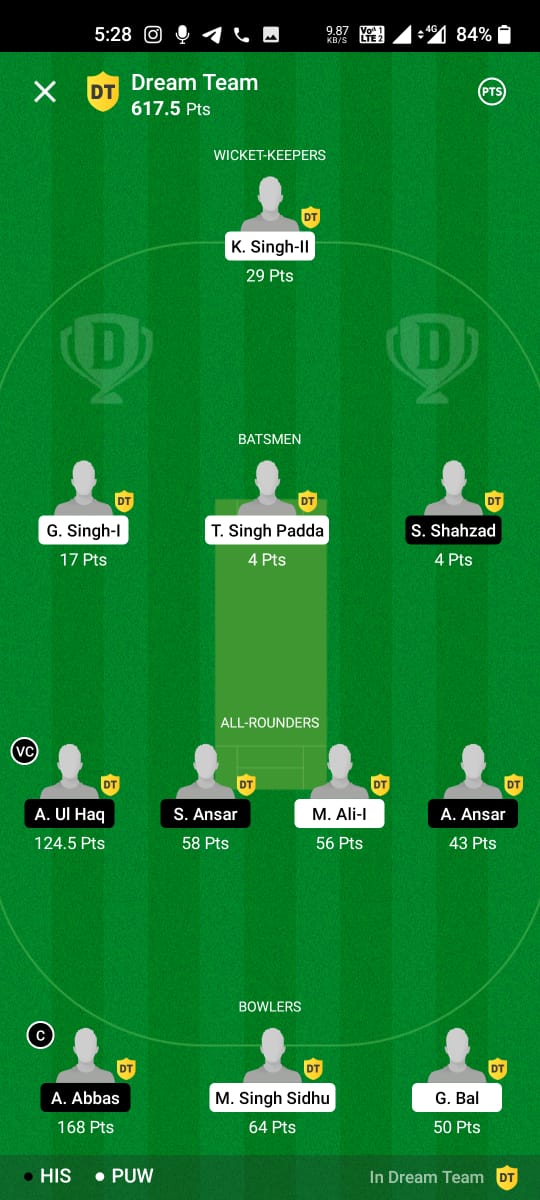 5:28 9.87 KB/S VoD 1 LTE 2 4G 84%
DT Dream Team
617.5 Pts
PTS
WICKET-KEEPERS
DT
K. Singh-II
29 Pts
D D
BATSMEN
DT DT DT
G. Singh-I T. Singh Padda S. Shahzad
17 Pts 4 Pts 4 Pts
ALL-ROUNDERS
VC
DT DT DT DT
A. Ul Haq S. Ansar M. Ali-I A. Ansar
124.5 Pts 58 Pts 56 Pts 43 Pts
BOWLERS
C
DT DT DT
A. Abbas M. Singh Sidhu G. Bal
168 Pts 64 Pts 50 Pts
HIS PUW In Dream Team DT